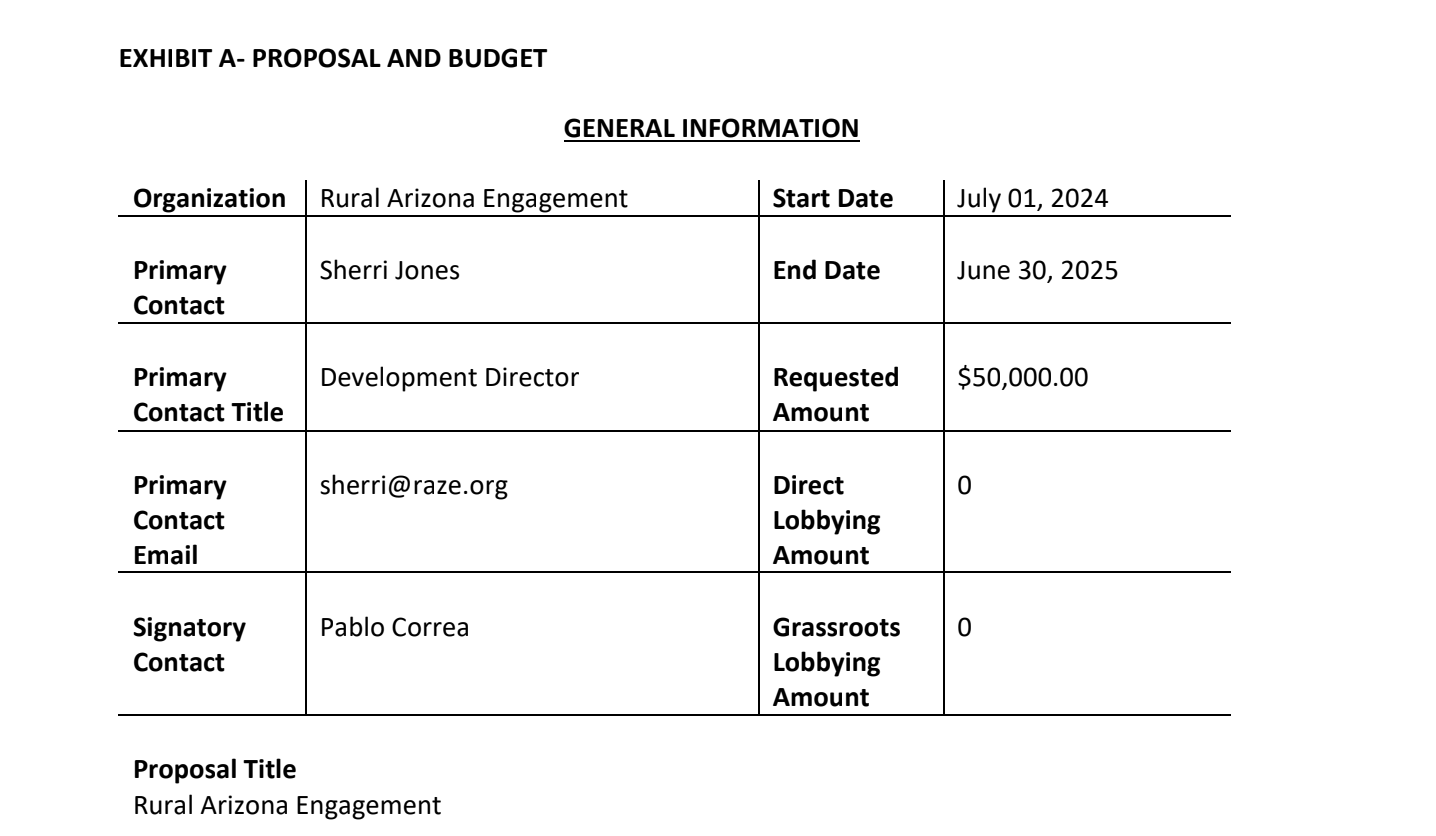 EXHIBIT A- PROPOSAL AND BUDGET
GENERAL INFORMATION
Organization Rural Arizona Engagement Start Date July 01, 2024
Primary Sherri Jones End Date June 30, 2025
Contact
Primary Development Director Requested $50,000.00
Contact Title Amount
Primary sherri@raze.org Direct 0
Contact Lobbying
Email Amount
Signatory Pablo Correa Grassroots 0
Contact Lobbying
Amount
Proposal Title
Rural Arizona Engagement